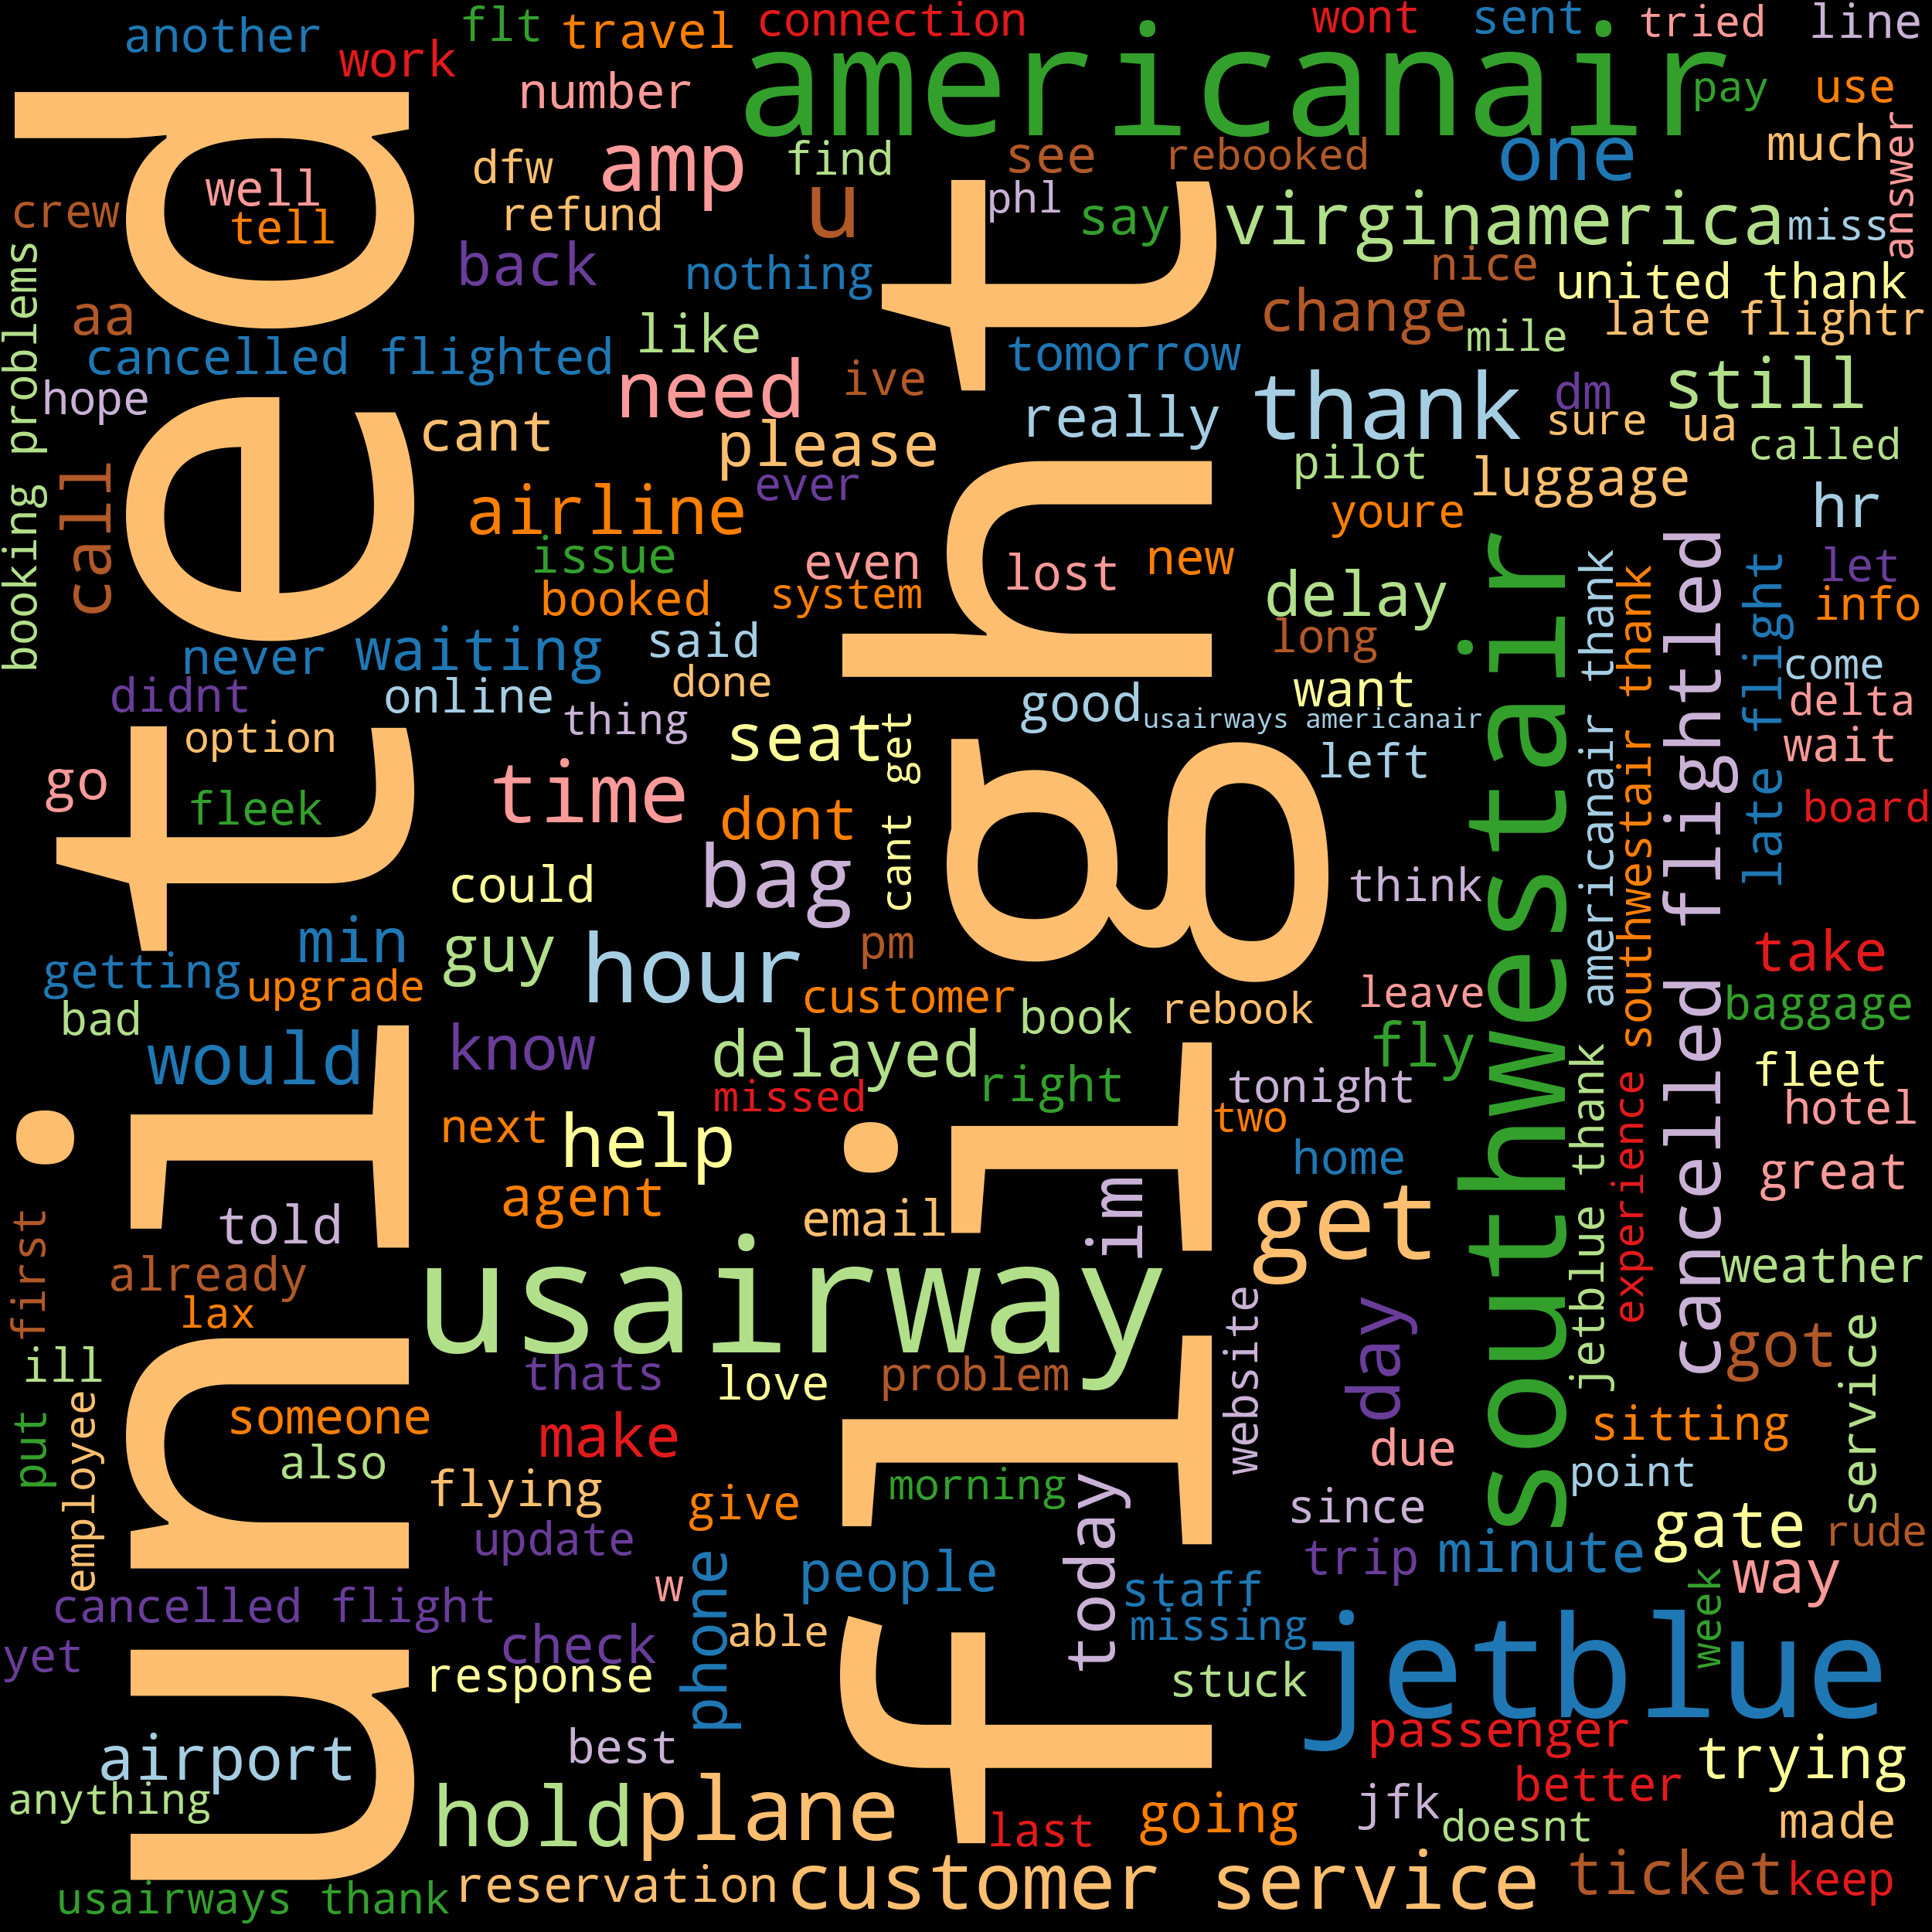 another
work
flt
travel
connection
wont
sent
tried
line
americanair
number
pay
use
amp
dfw
find
see
rebooked
one
much
answer
well
crew
tell
refund
u
phl
say
virginamerica
miss
booking problems
back
nothing
nice
united thank
aa
change
late flightr
cancelled flighted
like
tomorrow
mile
hope
need
ive
really
thank
dm
still
cant
please
sure
ua
called
call
airline
ever
pilot
luggage
youre
hr
issue
even
lost
new
let
booked
system
delay
info
united
flight
never
waiting
said
long
come
didnt
online
done
good
want
delta
option
thing
usairways americanair
left
wait
go
seat
cant get
southwestair
americanair thank
southwestair thank
cancelled flightled
late flight
fleek
time
dont
board
could
bag
think
min
guy
hour
pm
take
getting
upgrade
customer
leave
baggage
bad
book
rebook
would
know
delayed
fly
fleet
missed
right
tonight
hotel
next
help
two
home
jetblue thank
experience
great
told
agent
email
im
get
first
already
usairway
weather
lax
website
day
got
service
ill
thats
love
problem
put
employee
someone
make
due
sitting
also
flying
morning
today
point
give
since
gate
rude
update
people
trip
minute
way
cancelled flight
w
phone
staff
week
yet
check
able
missing
response
stuck
jetblue
airport
best
passenger
trying
anything
hold
plane
last
going
jfk
better
doesnt
made
usairways thank
reservation
customer service
ticket
keep